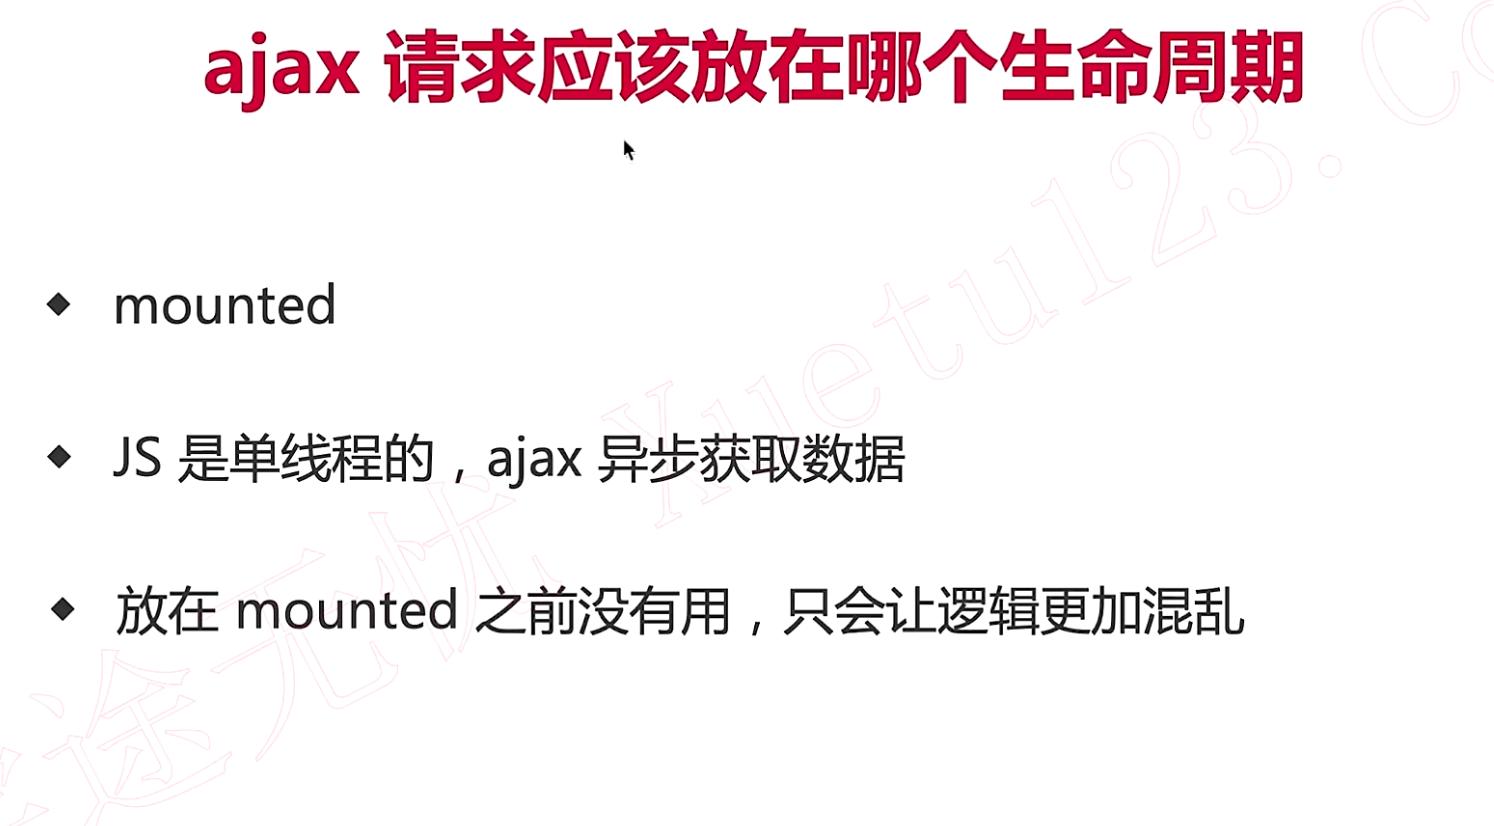 ajax 请求应该放在哪个生命周期
mounted
JS 是单线程的，ajax 异步获取数据
放在 mounted 之前没有用，只会让逻辑更加混乱
途无忧 Xuetu123.Co